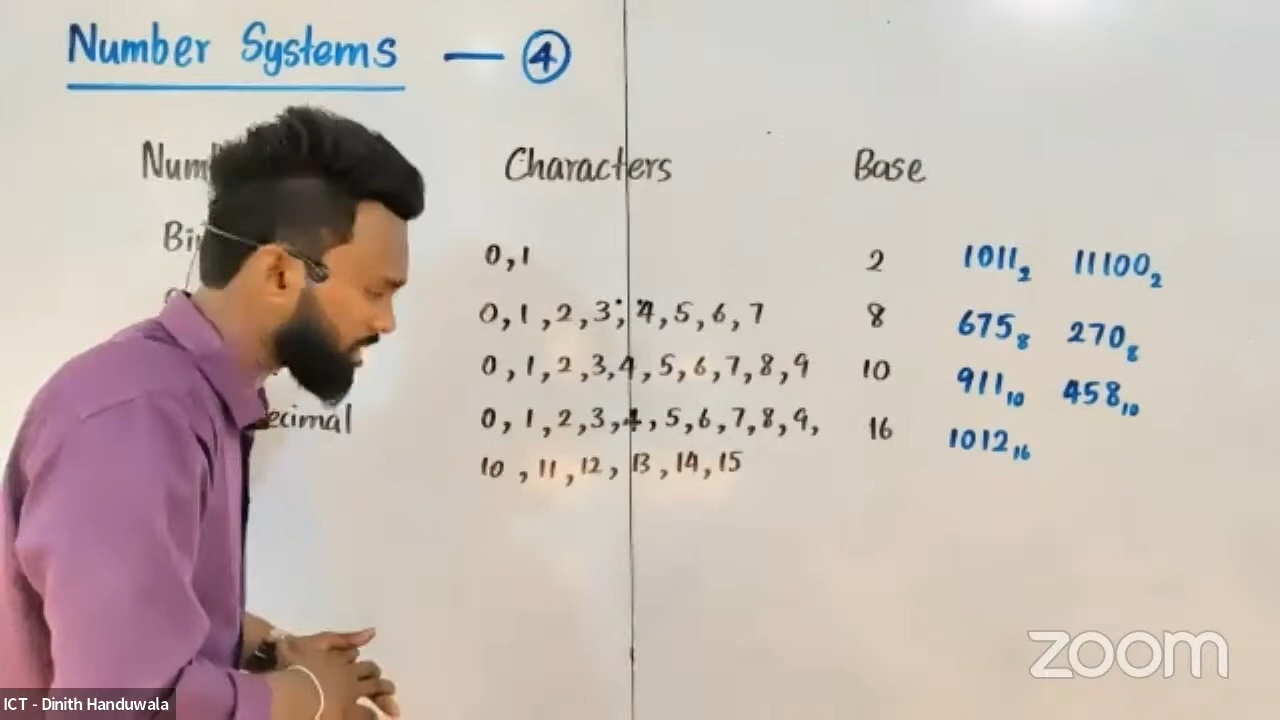 Number Systems — ④
Num Characters Base
Bi 0,1 2 1011₂ 11100₂
0,1,2,3,4,5,6,7 8 675₈ 270₈
0,1,2,3,4,5,6,7,8,9 10 911₁₀ 458₁₀
ecimal 0,1,2,3,4,5,6,7,8,9, 16 1012₁₆
10,11,12,13,14,15
zoom
ICT - Dinith Handuwala